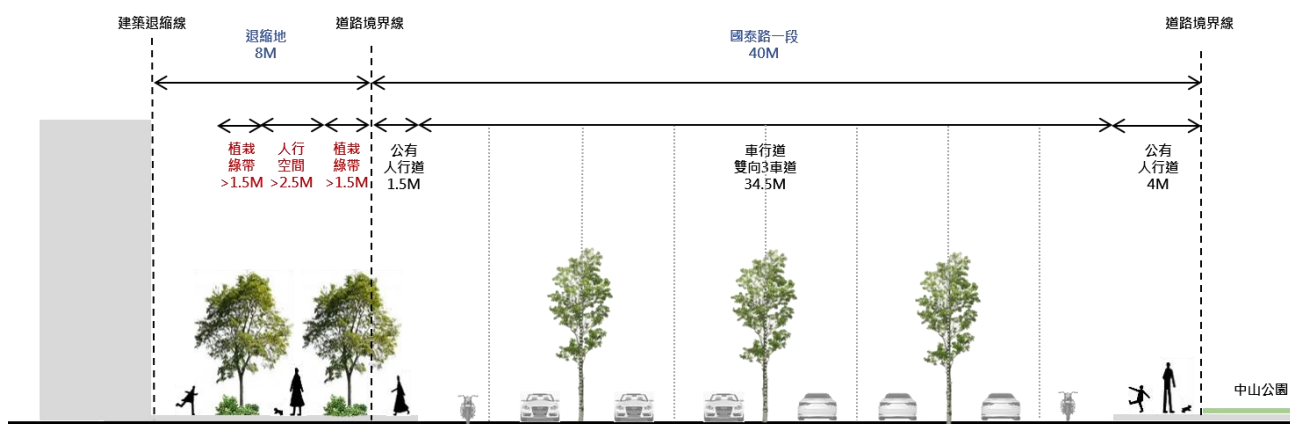 建築退縮線
退縮地
8M
道路境界線
國泰路一段
40M
道路境界線
植栽
綠帶
>1.5M
人行
空間
>2.5M
植栽
綠帶
>1.5M
公有
人行道
1.5M
車行道
雙向3車道
34.5M
公有
人行道
4M
中山公園